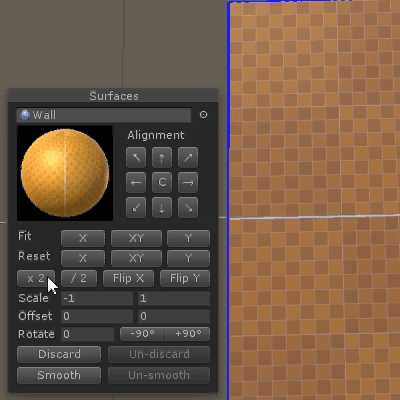 Surfaces
Wall
Alignment
C
Fit X XY Y
Reset X XY Y
x 2 / 2 Flip X Flip Y
Scale -1 1
Offset 0 0
Rotate 0 -90° +90°
Discard Un-discard
Smooth Un-smooth